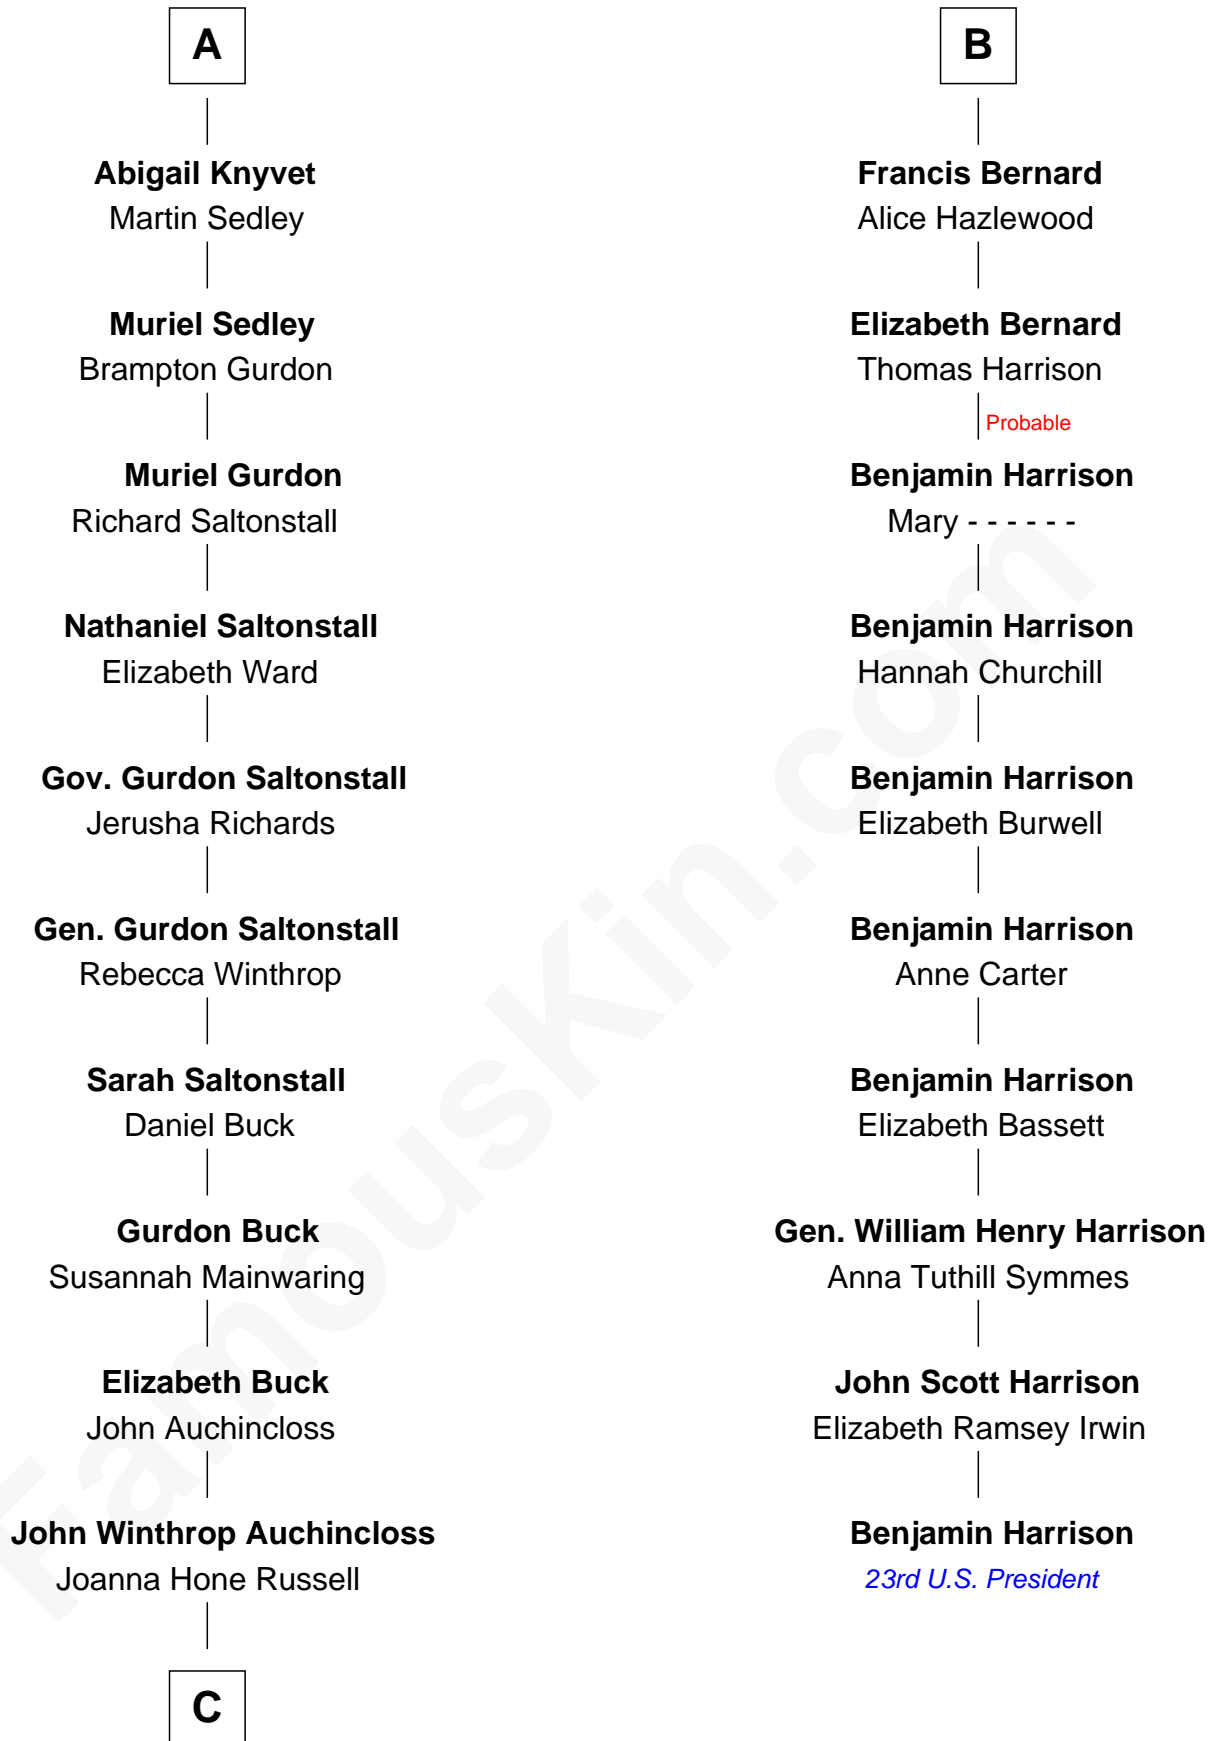 A
Abigail Knyvet
Martin Sedley
Muriel Sedley
Brampton Gurdon
Muriel Gurdon
Richard Saltonstall
Nathaniel Saltonstall
Elizabeth Ward
Gov. Gurdon Saltonstall
Jerusha Richards
Gen. Gurdon Saltonstall
Rebecca Winthrop
Sarah Saltonstall
Daniel Buck
Gurdon Buck
Susannah Mainwaring
Elizabeth Buck
John Auchincloss
John Winthrop Auchincloss
Joanna Hone Russell
C
B
Francis Bernard
Alice Hazlewood
Elizabeth Bernard
Thomas Harrison
Probable
Benjamin Harrison
Mary - - - - - -
Benjamin Harrison
Hannah Churchill
Benjamin Harrison
Elizabeth Burwell
Benjamin Harrison
Anne Carter
Benjamin Harrison
Elizabeth Bassett
Gen. William Henry Harrison
Anna Tuthill Symmes
John Scott Harrison
Elizabeth Ramsey Irwin
Benjamin Harrison
23rd U.S. President
FamousKin.com